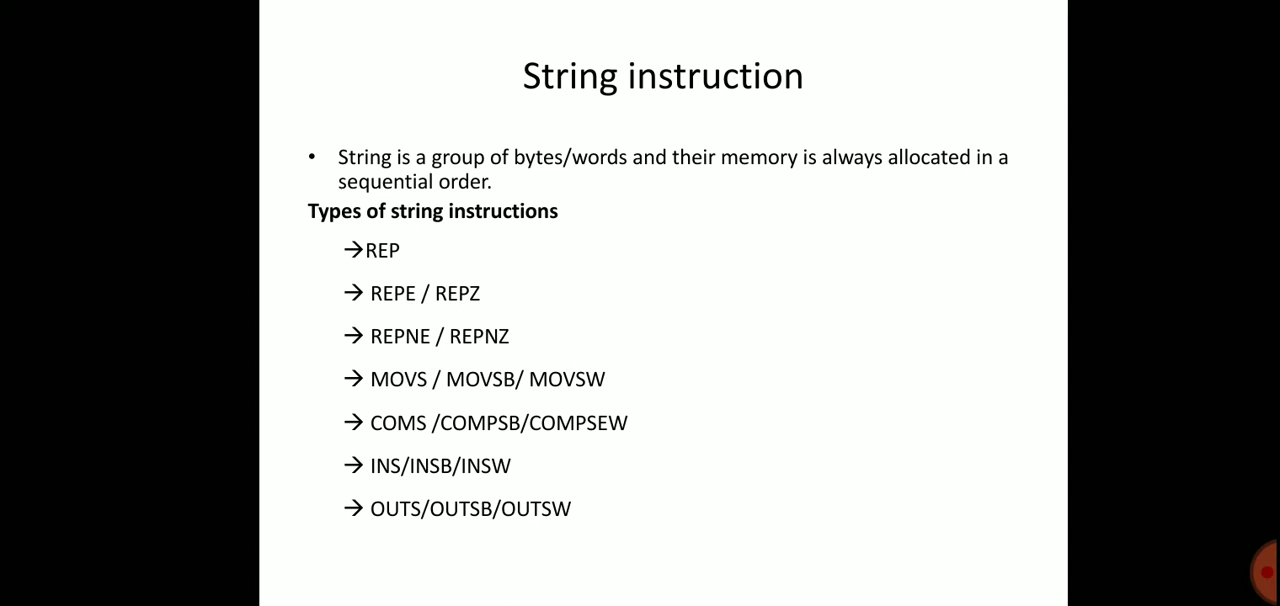 String instruction
• String is a group of bytes/words and their memory is always allocated in a
sequential order.
Types of string instructions
→REP
→ REPE / REPZ
→ REPNE / REPNZ
→ MOVS / MOVSB/ MOVSW
→ COMS /COMPSB/COMPSEW
→ INS/INSB/INSW
→ OUTS/OUTSB/OUTSW